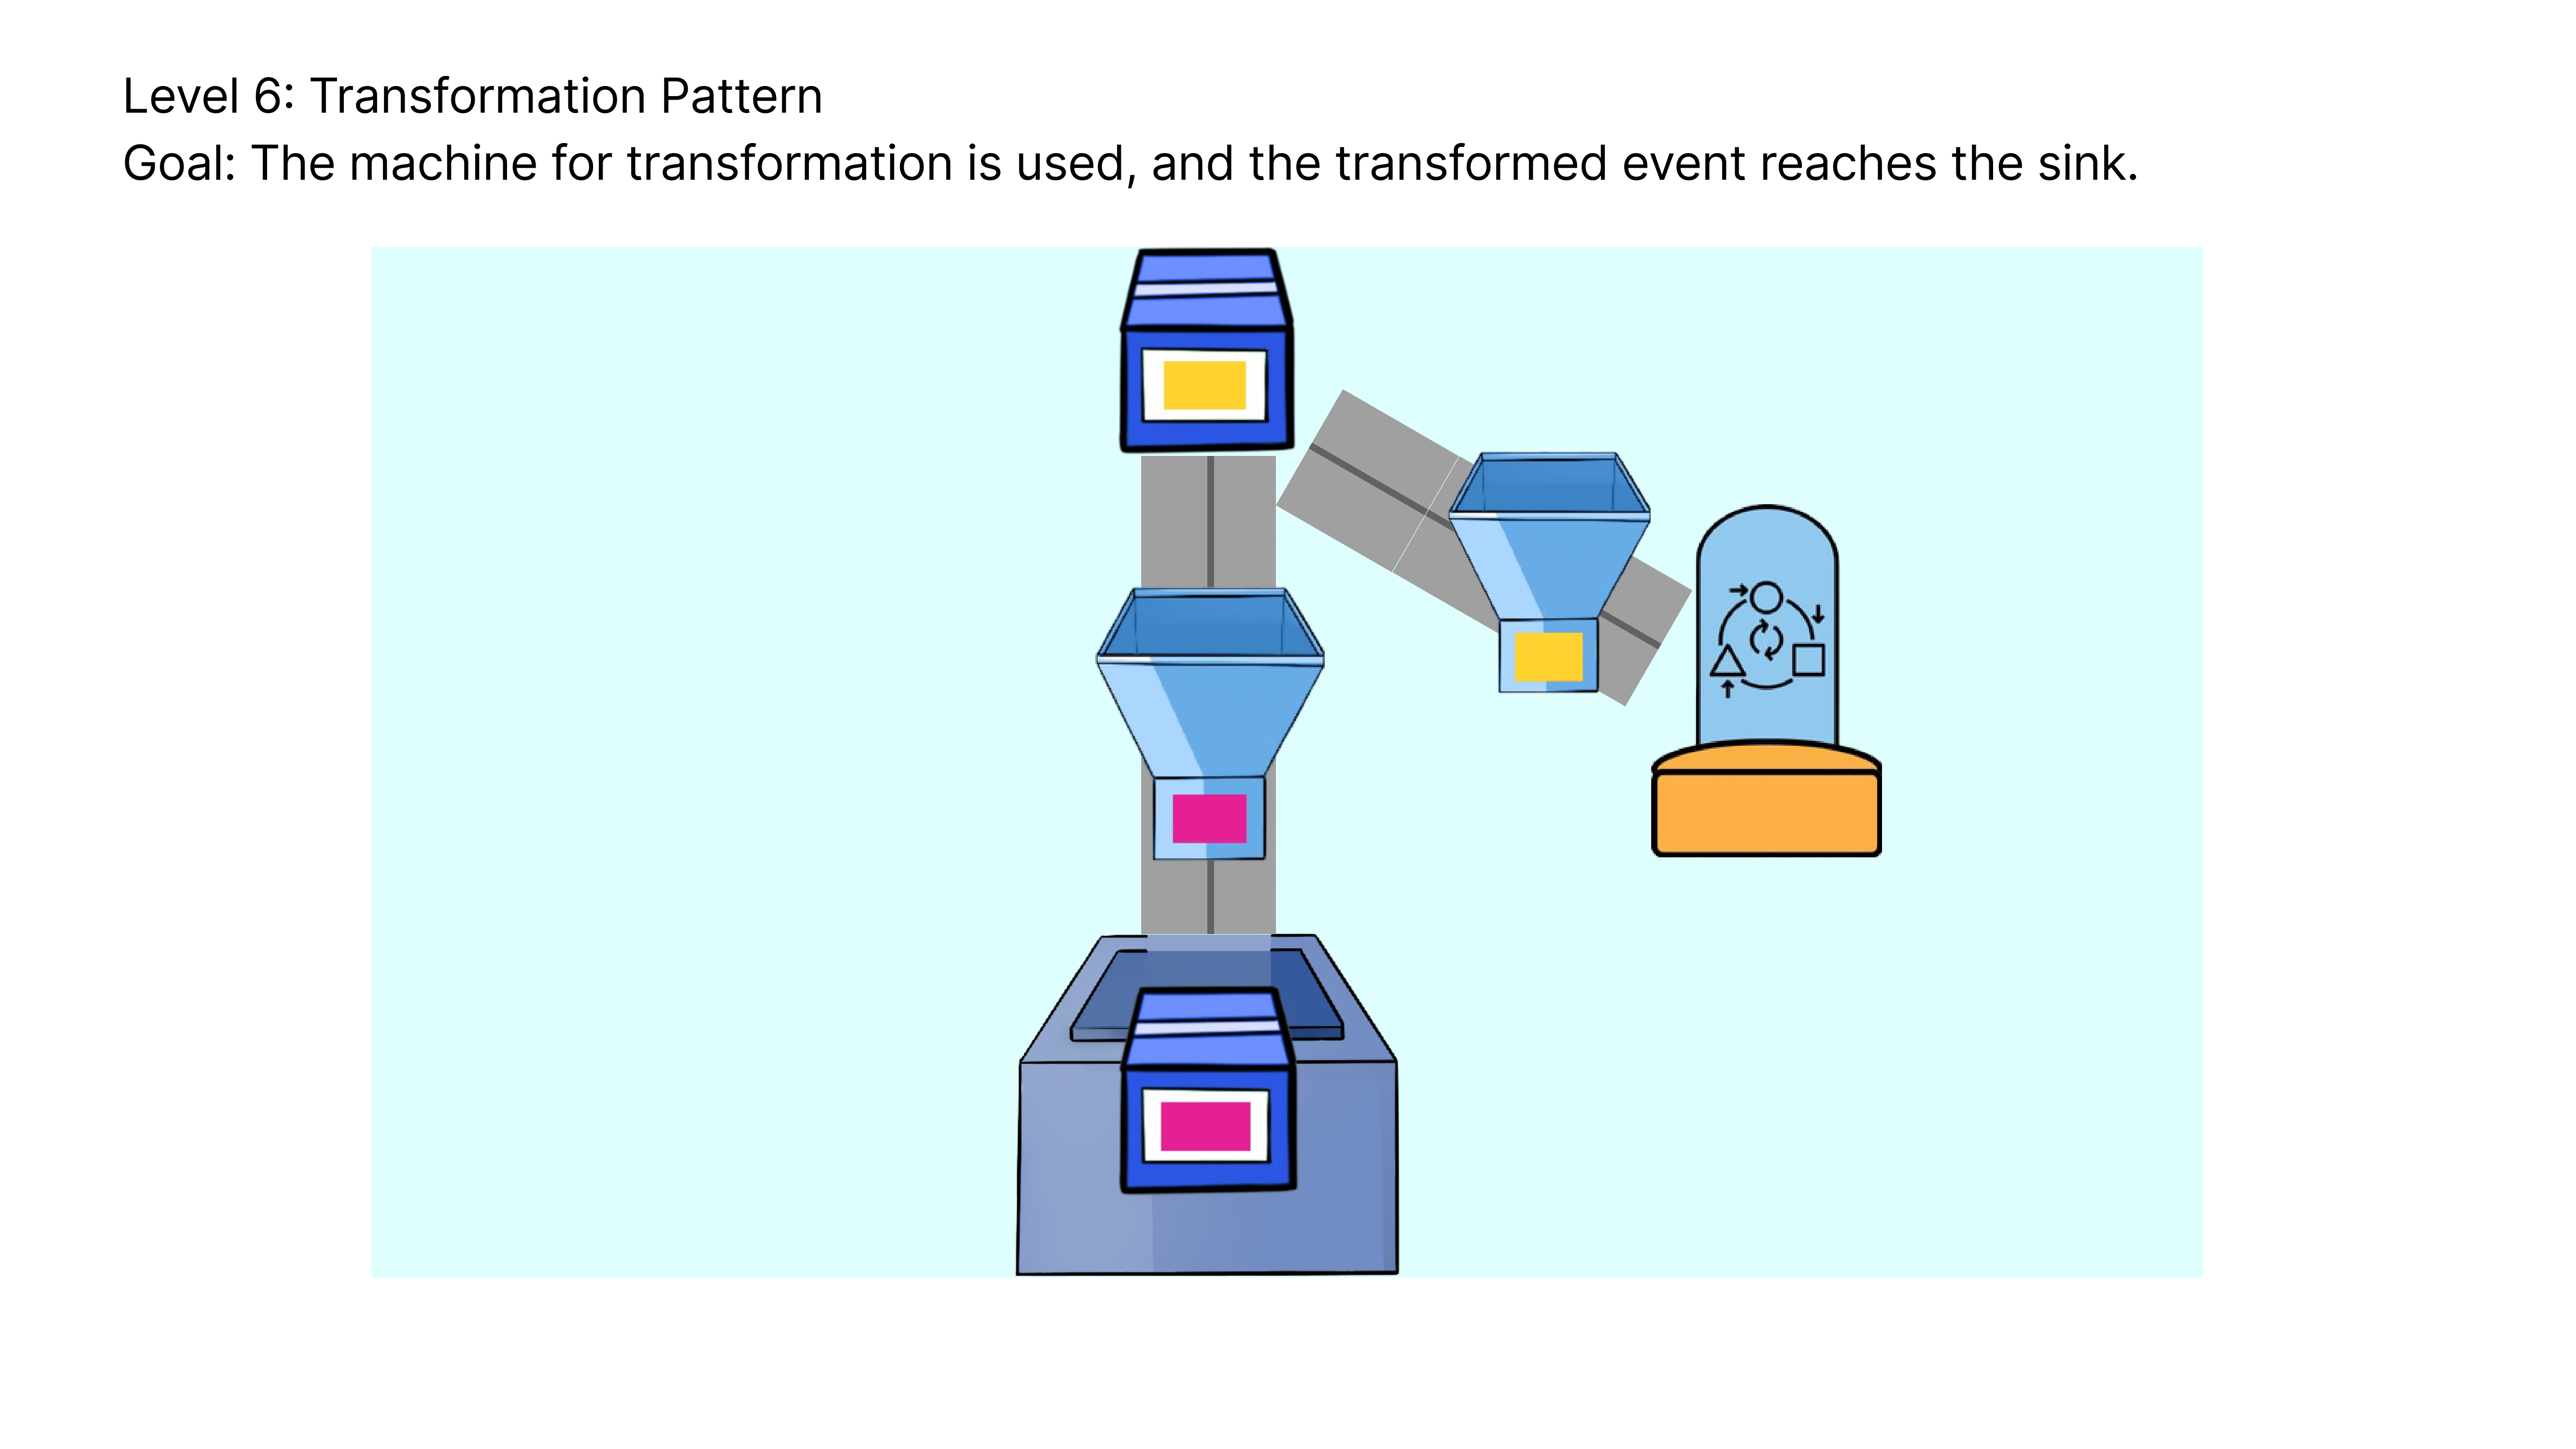 Level 6: Transformation Pattern
Goal: The machine for transformation is used, and the transformed event reaches the sink.